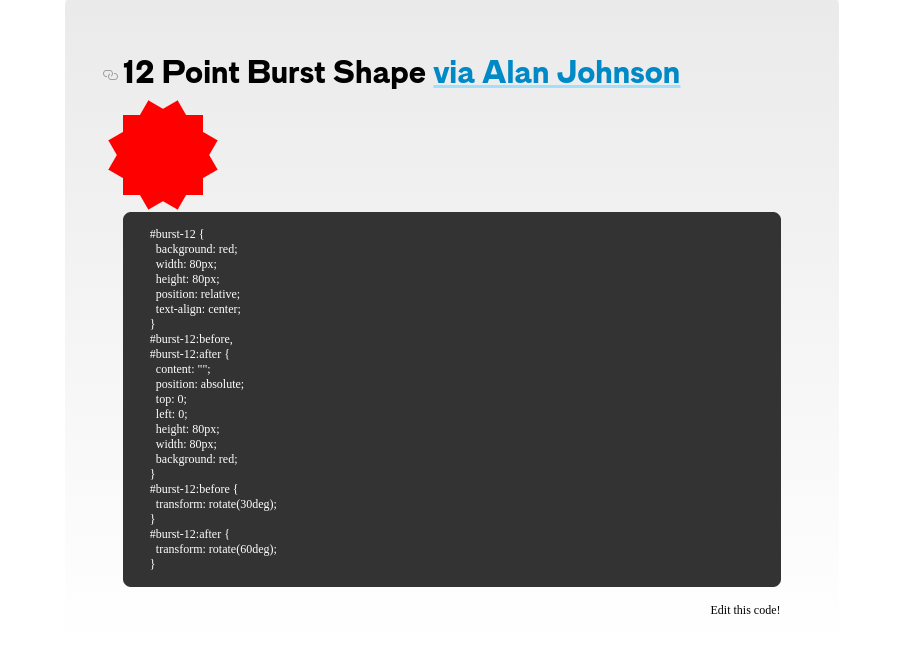 12 Point Burst Shape via Alan Johnson
#burst-12 {
  background: red;
  width: 80px;
  height: 80px;
  position: relative;
  text-align: center;
}
#burst-12:before,
#burst-12:after {
  content: "";
  position: absolute;
  top: 0;
  left: 0;
  height: 80px;
  width: 80px;
  background: red;
}
#burst-12:before {
  transform: rotate(30deg);
}
#burst-12:after {
  transform: rotate(60deg);
}
Edit this code!